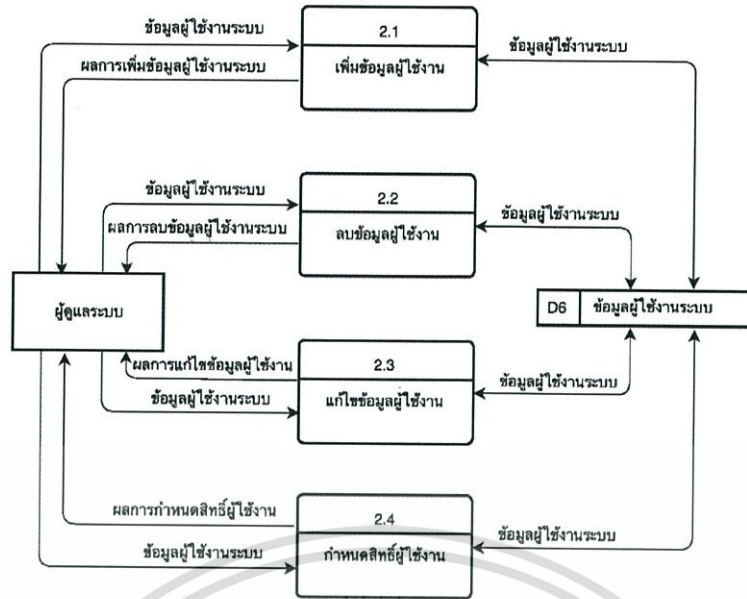 ข้อมูลผู้ใช้งานระบบ
2.1
ข้อมูลผู้ใช้งานระบบ
ผลการเพิ่มข้อมูลผู้ใช้งานระบบ
เพิ่มข้อมูลผู้ใช้งาน
ข้อมูลผู้ใช้งานระบบ
2.2
ข้อมูลผู้ใช้งานระบบ
ผลการลบข้อมูลผู้ใช้งานระบบ
ลบข้อมูลผู้ใช้งาน
ผู้ดูแลระบบ
D6 ข้อมูลผู้ใช้งานระบบ
ผลการแก้ไขข้อมูลผู้ใช้งาน
2.3
ข้อมูลผู้ใช้งานระบบ
ข้อมูลผู้ใช้งานระบบ
แก้ไขข้อมูลผู้ใช้งาน
ผลการกำหนดสิทธิ์ผู้ใช้งาน
2.4
ข้อมูลผู้ใช้งานระบบ
ข้อมูลผู้ใช้งานระบบ
กำหนดสิทธิ์ผู้ใช้งาน